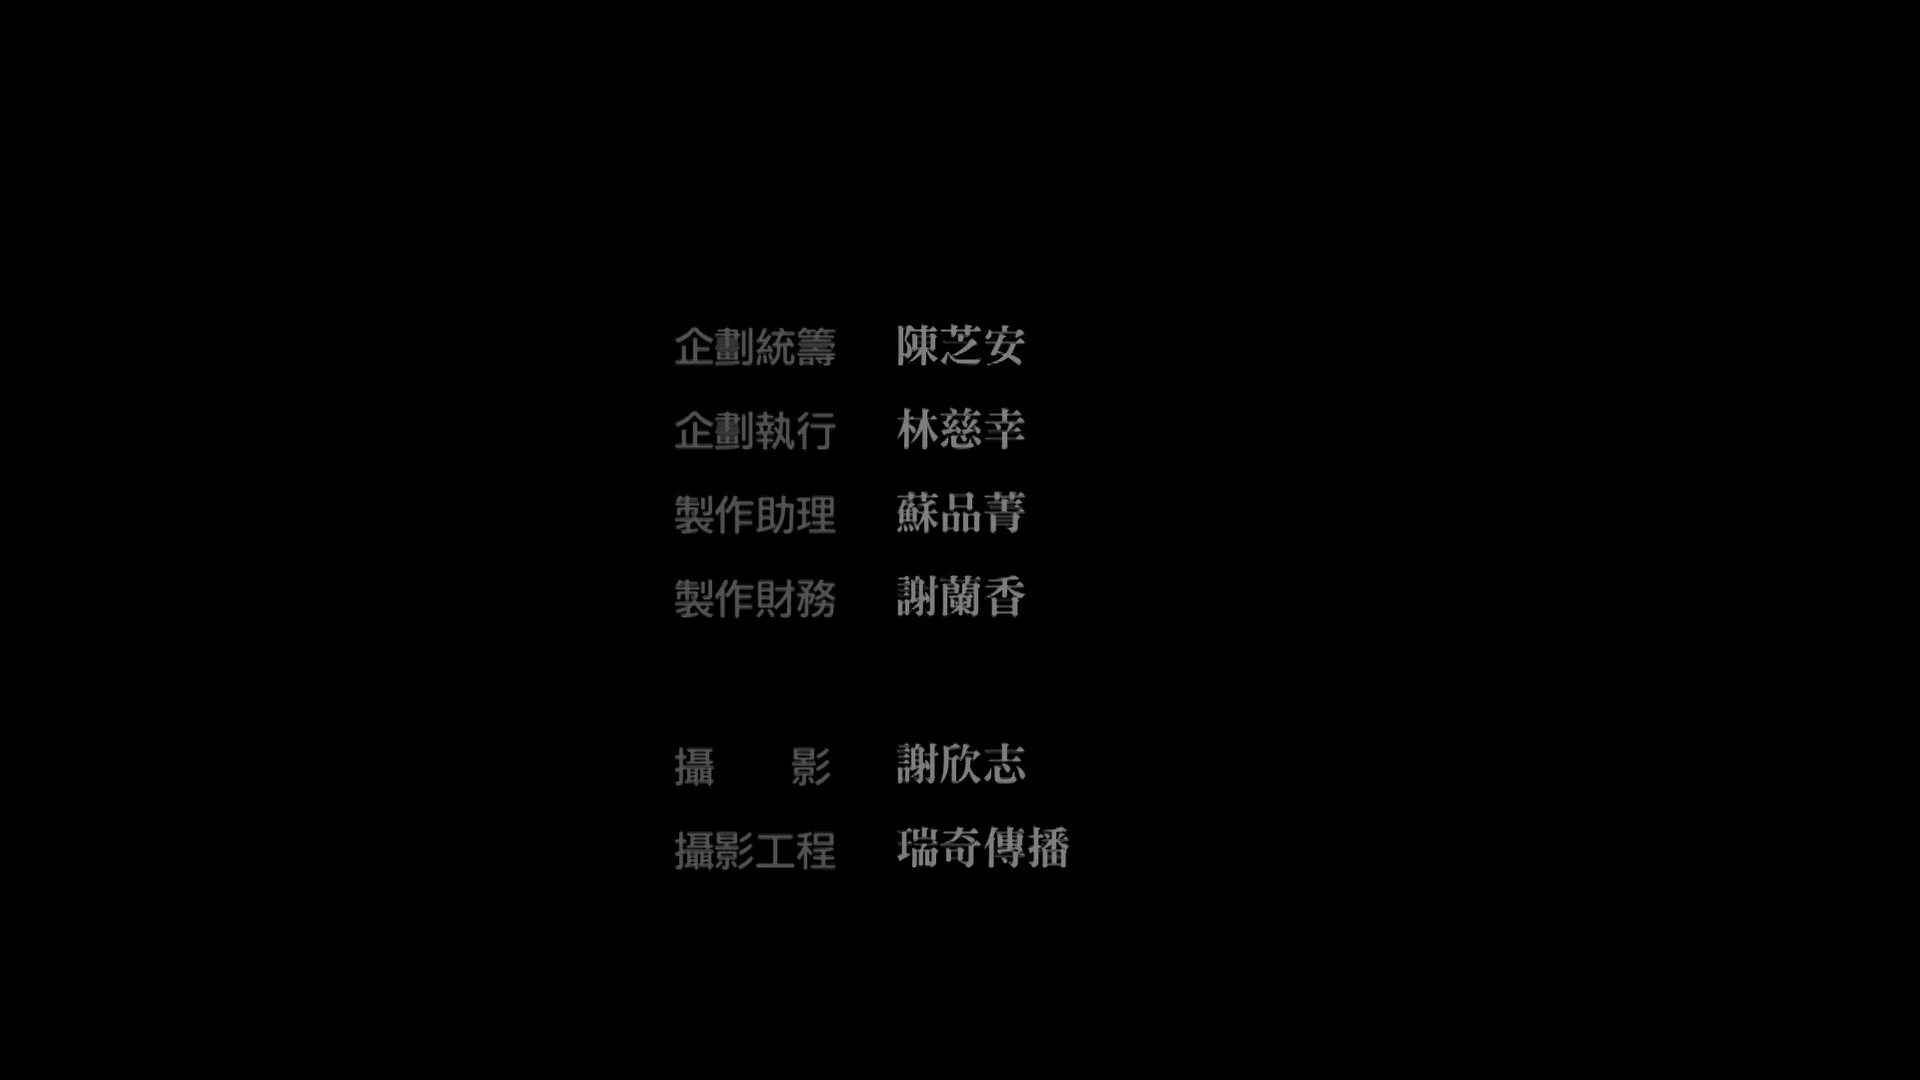 企劃統籌 陳芝安
企劃執行 林慈幸
製作助理 蘇品菁
製作財務 謝蘭香
攝影 謝欣志
攝影工程 瑞奇傳播